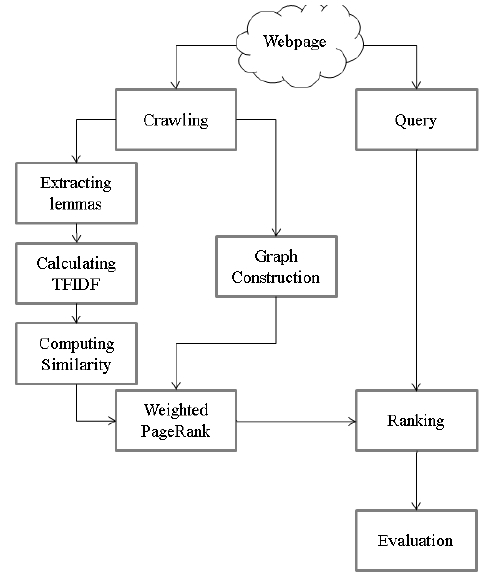 Webpage
Crawling
Query
Extracting
lemmas
Calculating
TFIDF
Graph
Construction
Computing
Similarity
Weighted
PageRank
Ranking
Evaluation